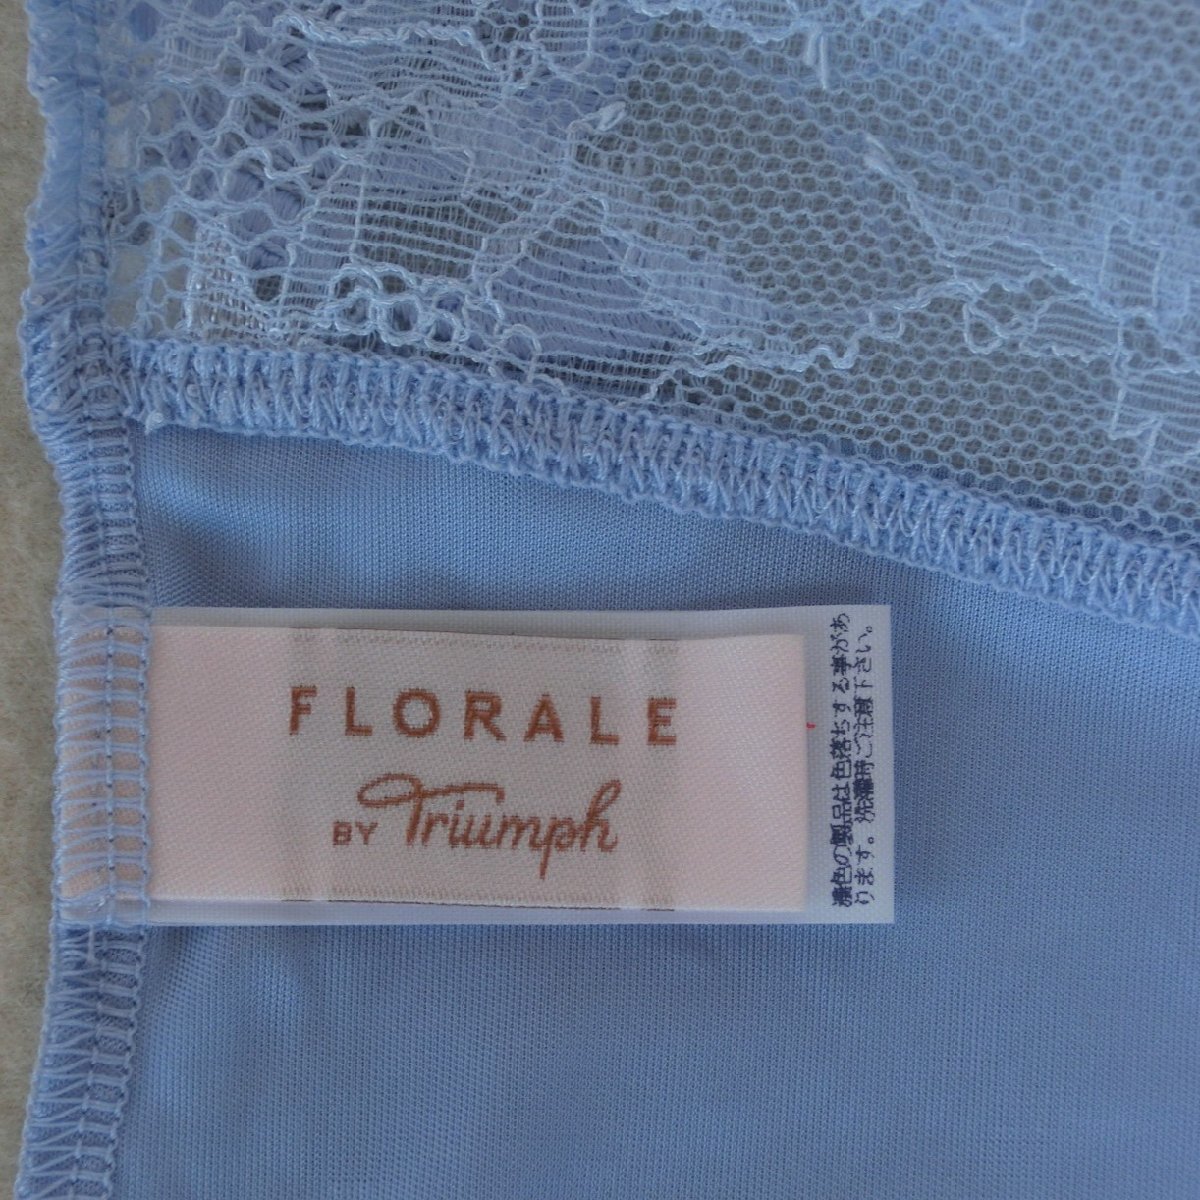 FLORALE
BY Triumph
濃色の製品は色落ちする事があ
ります。洗濯時ご注意下さい。